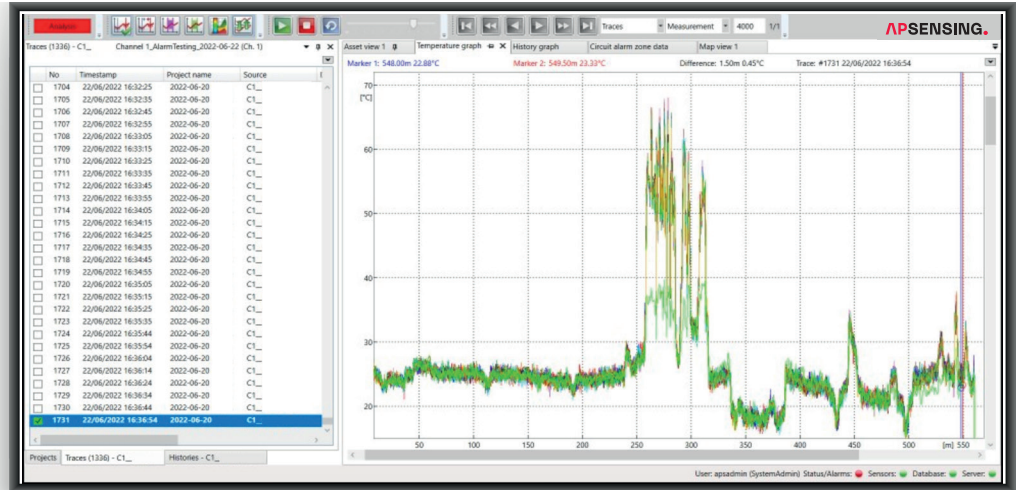 Analysis
Traces
Measurement
4000
1/1
APSENSING.
Traces (1336) - C1_ Channel 1_AlarmTesting_2022-06-22 (Ch. 1)
Asset view 1
Temperature graph
History graph
Circuit alarm zone data
Map view 1
Marker 1: 548.00m 22.88°C
Marker 2: 549.50m 23.33°C
Difference: 1.50m 0.45°C
Trace: #1731 22/06/2022 16:36:54
No Timestamp Project name Source
1704 22/06/2022 16:32:25 2022-06-20 C1_
1705 22/06/2022 16:32:35 2022-06-20 C1_
1706 22/06/2022 16:32:45 2022-06-20 C1_
1707 22/06/2022 16:32:55 2022-06-20 C1_
1708 22/06/2022 16:33:05 2022-06-20 C1_
1709 22/06/2022 16:33:15 2022-06-20 C1_
1710 22/06/2022 16:33:25 2022-06-20 C1_
1711 22/06/2022 16:33:35 2022-06-20 C1_
1712 22/06/2022 16:33:45 2022-06-20 C1_
1713 22/06/2022 16:33:55 2022-06-20 C1_
1714 22/06/2022 16:34:05 2022-06-20 C1_
1715 22/06/2022 16:34:15 2022-06-20 C1_
1716 22/06/2022 16:34:25 2022-06-20 C1_
1717 22/06/2022 16:34:35 2022-06-20 C1_
1718 22/06/2022 16:34:45 2022-06-20 C1_
1719 22/06/2022 16:34:55 2022-06-20 C1_
1720 22/06/2022 16:35:05 2022-06-20 C1_
1721 22/06/2022 16:35:15 2022-06-20 C1_
1722 22/06/2022 16:35:25 2022-06-20 C1_
1723 22/06/2022 16:35:35 2022-06-20 C1_
1724 22/06/2022 16:35:44 2022-06-20 C1_
1725 22/06/2022 16:35:54 2022-06-20 C1_
1726 22/06/2022 16:36:04 2022-06-20 C1_
1727 22/06/2022 16:36:14 2022-06-20 C1_
1728 22/06/2022 16:36:24 2022-06-20 C1_
1729 22/06/2022 16:36:34 2022-06-20 C1_
1730 22/06/2022 16:36:44 2022-06-20 C1_
1731 22/06/2022 16:36:54 2022-06-20 C1_
70
[°C]
60
50
40
30
20
50 100 150 200 250 300 350 400 450 500 [m] 550
Projects Traces (1336) - C1_ Histories - C1_
User: apsadmin (SystemAdmin) Status/Alarms: Sensors: Database: Server: